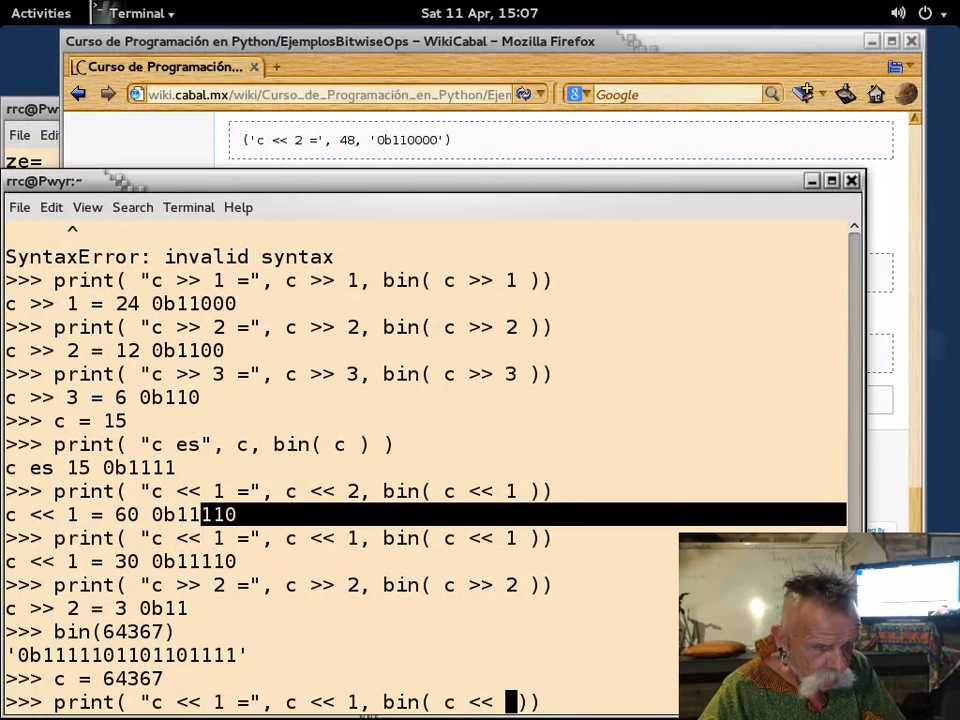 Activities Terminal Sat 11 Apr, 15:07
Curso de Programación en Python/EjemplosBitwiseOps - WikiCabal - Mozilla Firefox
Curso de Programación...
wiki.cabal.mx/wiki/Curso_de_Programación_en_Python/Ejen Google
rrc@Pw
File Edi
ze=
('c << 2 =', 48, '0b110000')
rrc@Pwyr:~
File Edit View Search Terminal Help
^
SyntaxError: invalid syntax
>>> print( "c >> 1 =", c >> 1, bin( c >> 1 ))
c >> 1 = 24 0b11000
>>> print( "c >> 2 =", c >> 2, bin( c >> 2 ))
c >> 2 = 12 0b1100
>>> print( "c >> 3 =", c >> 3, bin( c >> 3 ))
c >> 3 = 6 0b110
>>> c = 15
>>> print( "c es", c, bin( c ) )
c es 15 0b1111
>>> print( "c << 1 =", c << 2, bin( c << 1 ))
c << 1 = 60 0b11110
>>> print( "c << 1 =", c << 1, bin( c << 1 ))
c << 1 = 30 0b11110
>>> print( "c >> 2 =", c >> 2, bin( c >> 2 ))
c >> 2 = 3 0b11
>>> bin(64367)
'0b1111101101101111'
>>> c = 64367
>>> print( "c << 1 =", c << 1, bin( c << ))